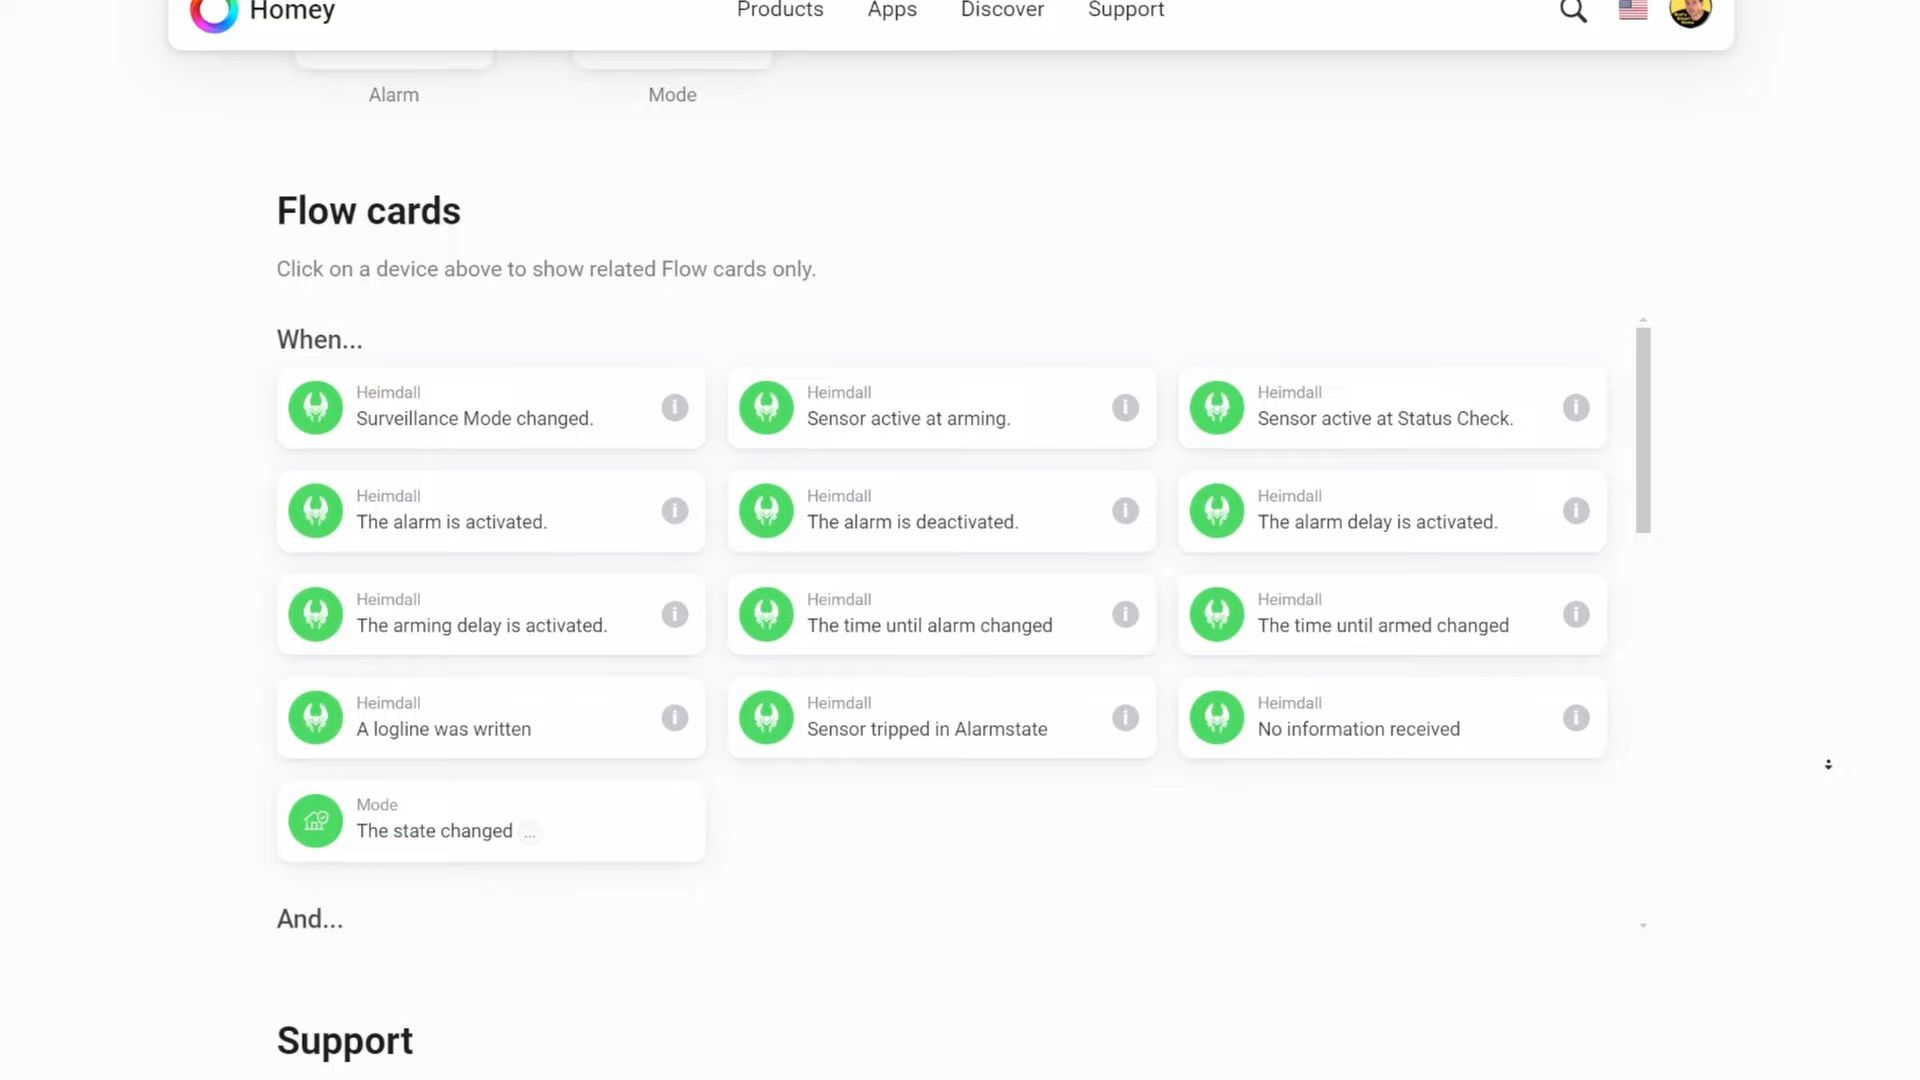 Homey
Products
Apps
Discover
Support
Alarm
Mode
Flow cards
Click on a device above to show related Flow cards only.
When...
Heimdall
Surveillance Mode changed.
Heimdall
Sensor active at arming.
Heimdall
Sensor active at Status Check.
Heimdall
The alarm is activated.
Heimdall
The alarm is deactivated.
Heimdall
The alarm delay is activated.
Heimdall
The arming delay is activated.
Heimdall
The time until alarm changed
Heimdall
The time until armed changed
Heimdall
A logline was written
Heimdall
Sensor tripped in Alarmstate
Heimdall
No information received
Mode
The state changed ...
And...
Support